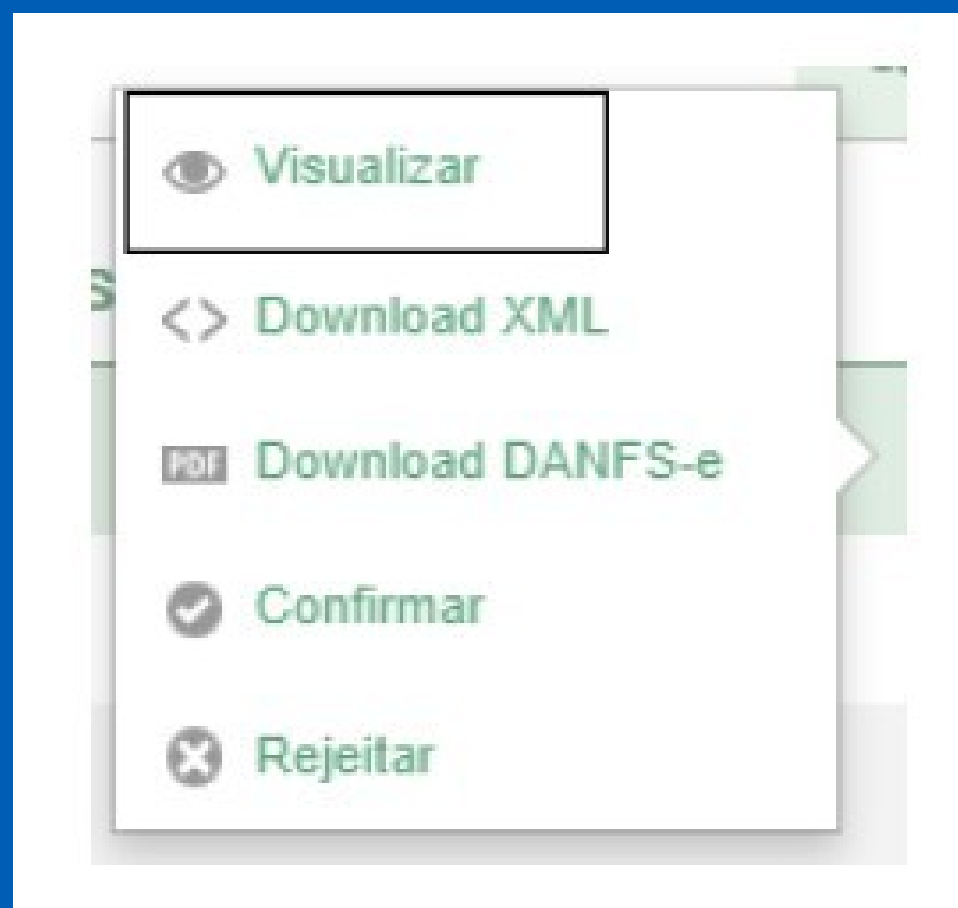 Visualizar
Download XML
PDF Download DANFS-e
Confirmar
Rejeitar